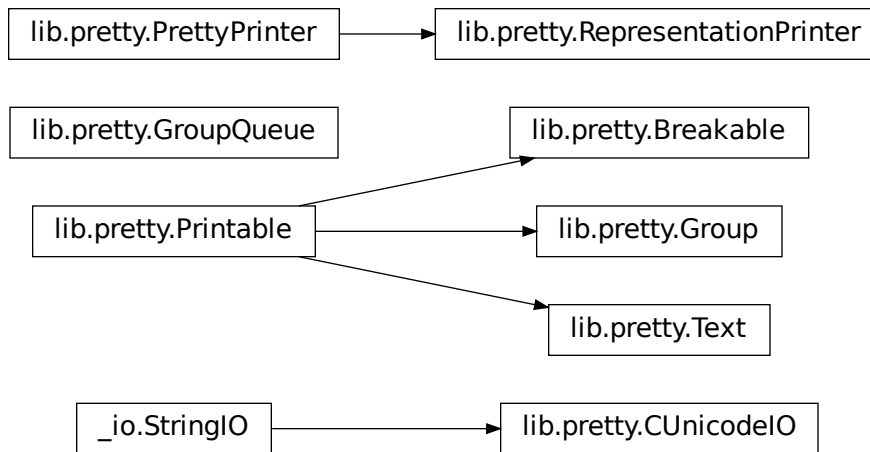 lib.pretty.PrettyPrinter
lib.pretty.RepresentationPrinter
lib.pretty.GroupQueue
lib.pretty.Breakable
lib.pretty.Printable
lib.pretty.Group
lib.pretty.Text
_io.StringIO
lib.pretty.CUnicodeIO